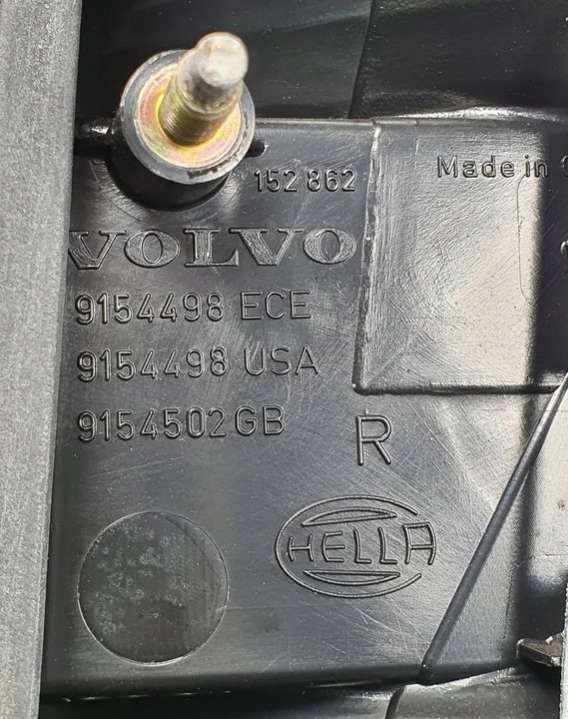 152 862
Made in
VOLVO
9154498 ECE
9154498 USA
9154502 GB
R
HELLA